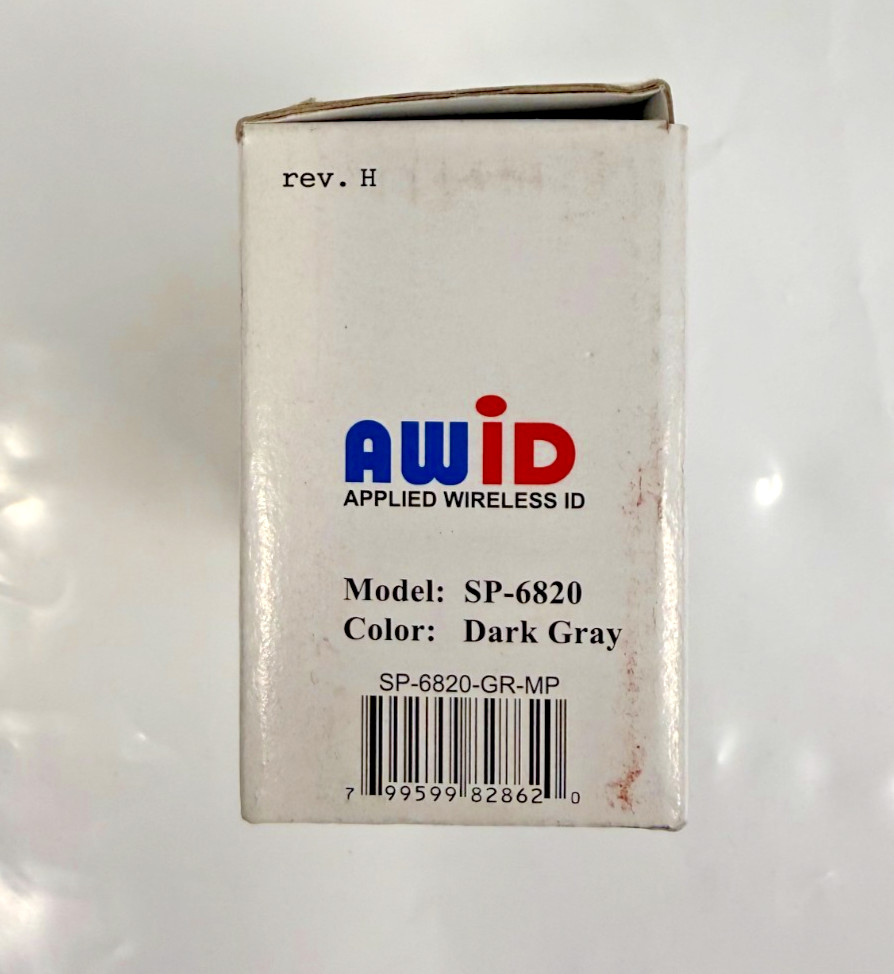 rev. H
AWiD
APPLIED WIRELESS ID
Model: SP-6820
Color: Dark Gray
SP-6820-GR-MP
7 99599 82862 0